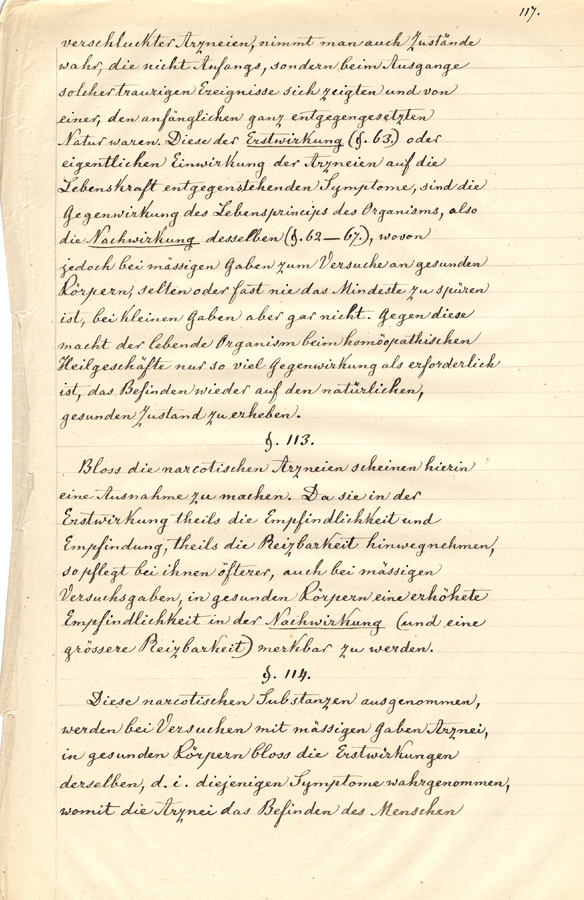 117.
verschluckter Arzneien, nimmt man auch Zustände
wahr, die nicht Anfangs, sondern beim Ausgange
solcher traurigen Ereignisse sich zeigten und von
einer, den anfänglichen ganz entgegengesetzten
Natur waren. Diese der Erstwirkung (§. 63.) oder
eigentlichen Einwirkung der Arzneien auf die
Lebenskraft entgegenstehenden Symptome, sind die
Gegenwirkung des Lebensprincips des Organisms, also
die Nachwirkung desselben (§. 62–67.), wovon
jedoch bei mässigen Gaben zum Versuche an gesunden
Körpern, selten oder fast nie das Mindeste zu spüren
ist, bei kleinen Gaben aber gar nicht. Gegen diese
macht der lebende Organism beim homöopathischen
Heilgeschäfte nur so viel Gegenwirkung als erforderlich
ist, das Befinden wieder auf den natürlichen,
gesunden Zustand zu erheben.
§. 113.
Bloss die narcotischen Arzneien scheinen hierin
eine Ausnahme zu machen. Da sie in der
Erstwirkung theils die Empfindlichkeit und
Empfindung, theils die Reizbarkeit hinwegnehmen,
so pflegt bei ihnen öfterer, auch bei mässigen
Versuchsgaben, in gesunden Körpern eine erhöhete
Empfindlichkeit in der Nachwirkung (und eine
grössere Reizbarkeit) merkbar zu werden.
§. 114.
Diese narcotischen Substanzen ausgenommen,
werden bei Versuchen mit mässigen Gaben Arznei,
in gesunden Körpern bloss die Erstwirkungen
derselben, d. i. diejenigen Symptome wahrgenommen,
womit die Arznei das Befinden des Menschen